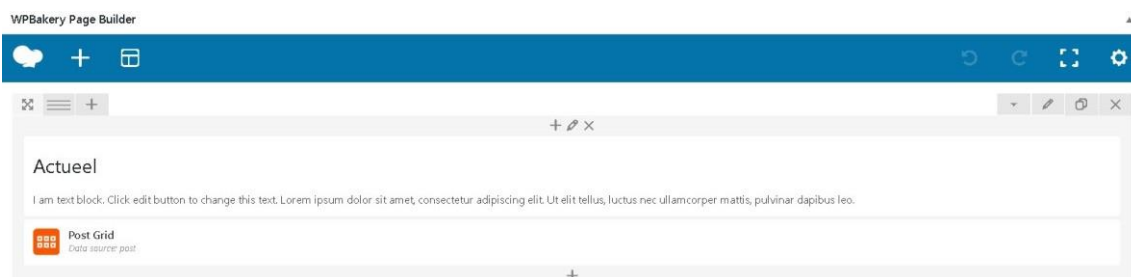 WPBakery Page Builder
Actueel
I am text block. Click edit button to change this text. Lorem ipsum dolor sit amet, consectetur adipiscing elit. Ut elit tellus, luctus nec ullamcorper mattis, pulvinar dapibus leo.
Post Grid
Data source: post